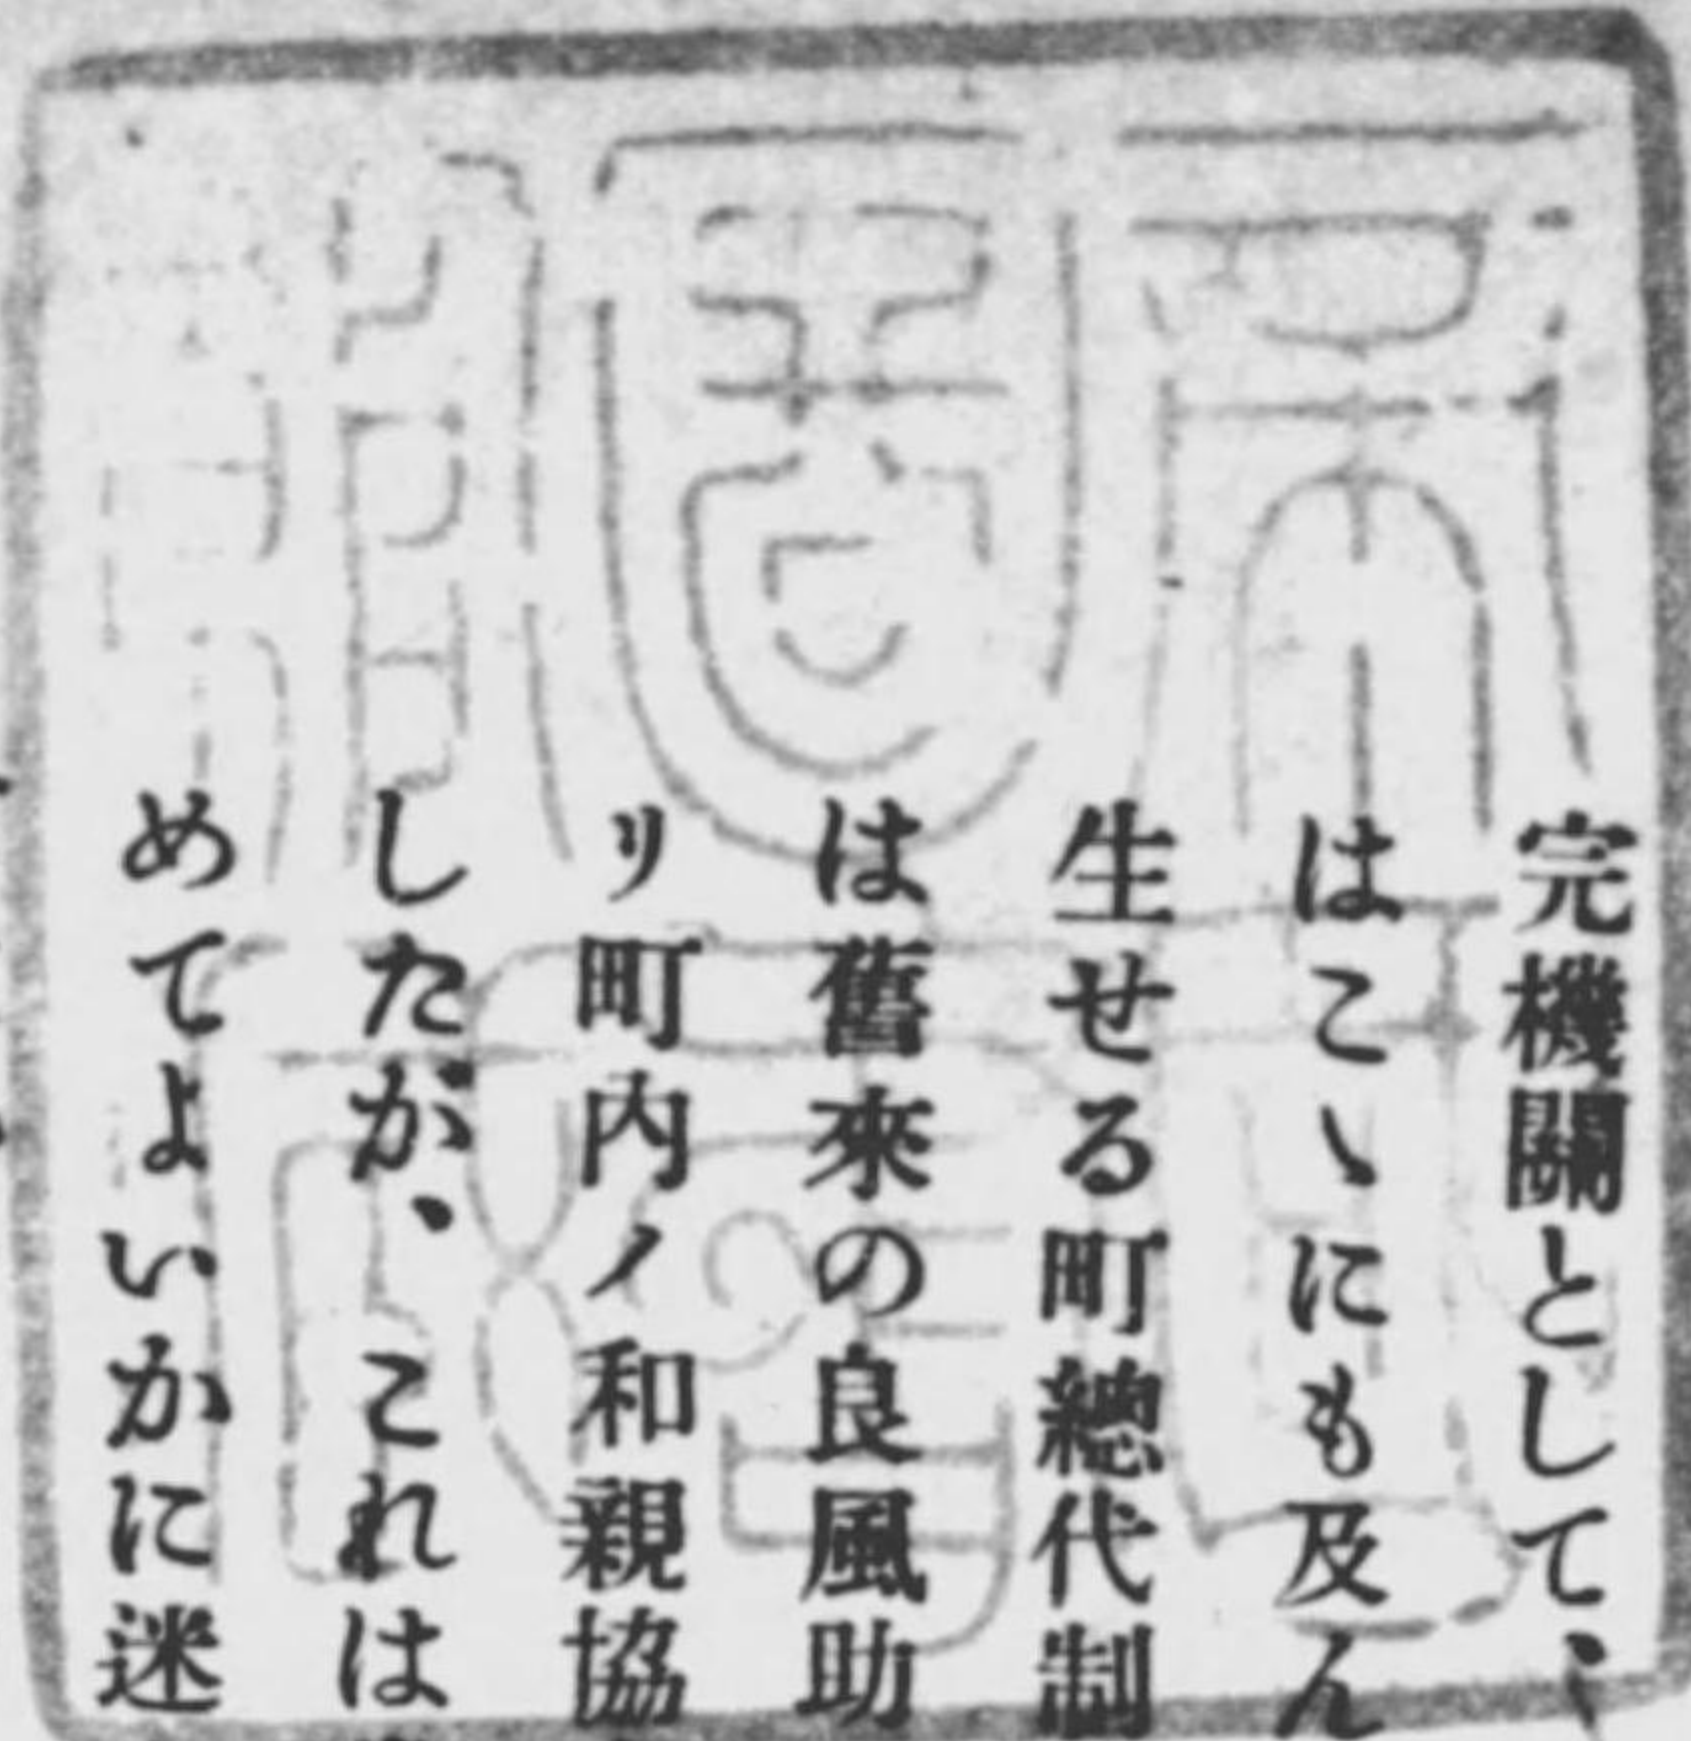 完機關として、
はこゝにも及ん
生せる町總代制
は舊來の良風助
リ町内ノ和親協
したが、これは
めてよいかに迷